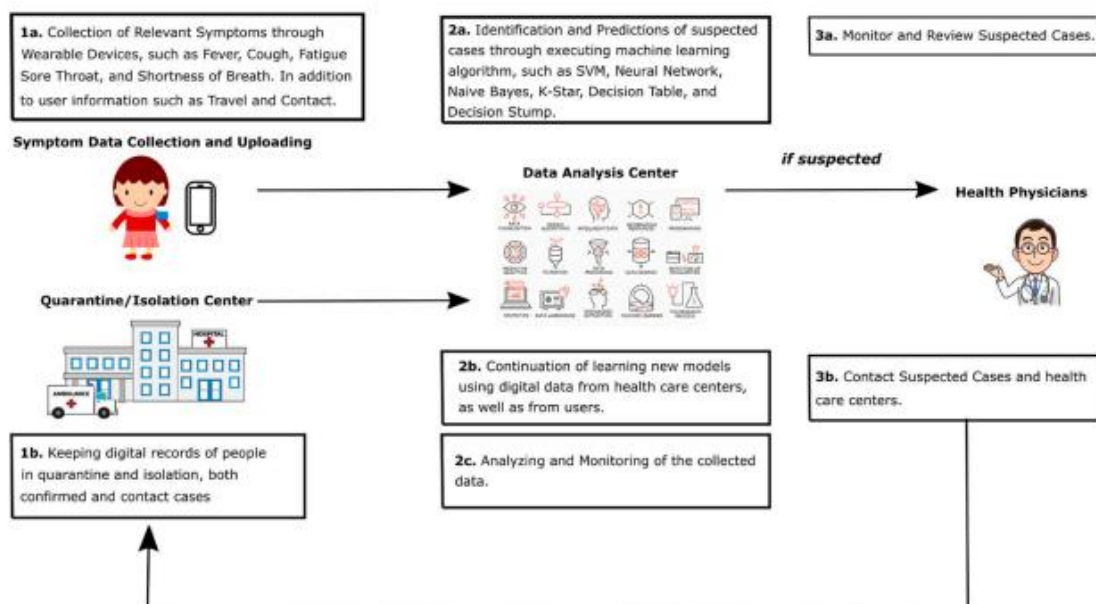 1a. Collection of Relevant Symptoms through
Wearable Devices, such as Fever, Cough, Fatigue
Sore Throat, and Shortness of Breath. In addition
to user information such as Travel and Contact.
2a. Identification and Predictions of suspected
cases through executing machine learning
algorithm, such as SVM, Neural Network,
Naive Bayes, K-Star, Decision Table, and
Decision Stump.
3a. Monitor and Review Suspected Cases.
Symptom Data Collection and Uploading
if suspected
Data Analysis Center
Health Physicians
Quarantine/Isolation Center
HOSPITAL
AMBULANCE
2b. Continuation of learning new models
using digital data from health care centers,
as well as from users.
3b. Contact Suspected Cases and health
care centers.
1b. Keeping digital records of people
in quarantine and isolation, both
confirmed and contact cases
2c. Analyzing and Monitoring of the collected
data.